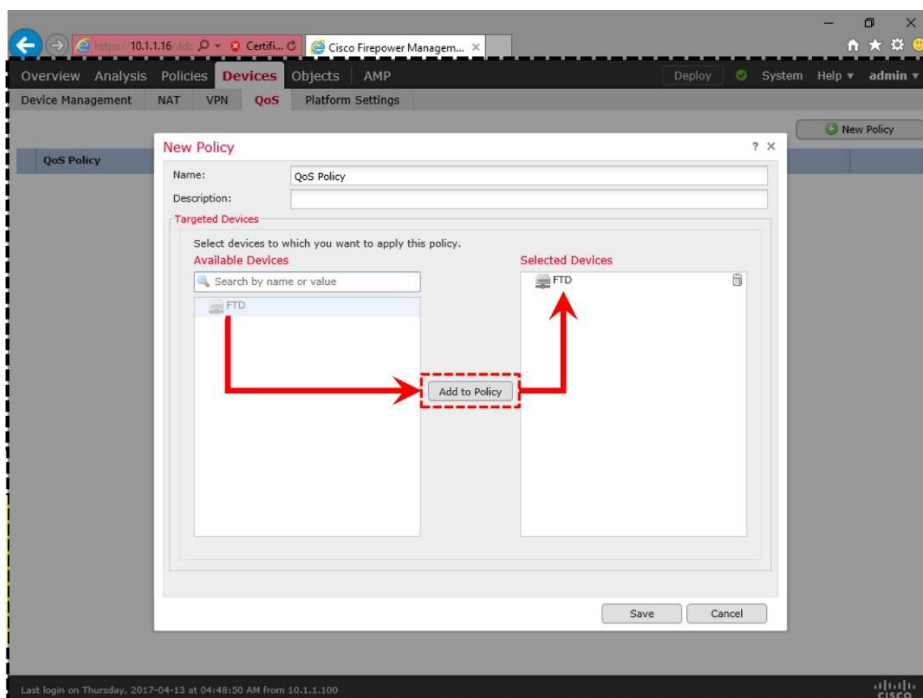 https://10.1.1.16/ddc
Certifi...
Cisco Firepower Managem...
Overview Analysis Policies Devices Objects AMP
Deploy System Help admin
Device Management NAT VPN QoS Platform Settings
New Policy
QoS Policy
New Policy
Name: QoS Policy
Description:
Targeted Devices
Select devices to which you want to apply this policy.
Available Devices
Selected Devices
Search by name or value
FTD
FTD
Add to Policy
Save Cancel
Last login on Thursday, 2017-04-13 at 04:48:50 AM from 10.1.1.100
CISCO